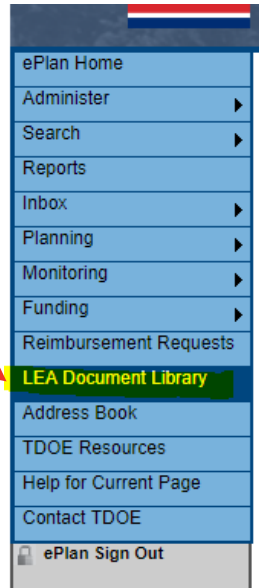 ePlan Home
Administer
Search
Reports
Inbox
Planning
Monitoring
Funding
Reimbursement Requests
LEA Document Library
Address Book
TDOE Resources
Help for Current Page
Contact TDOE
ePlan Sign Out